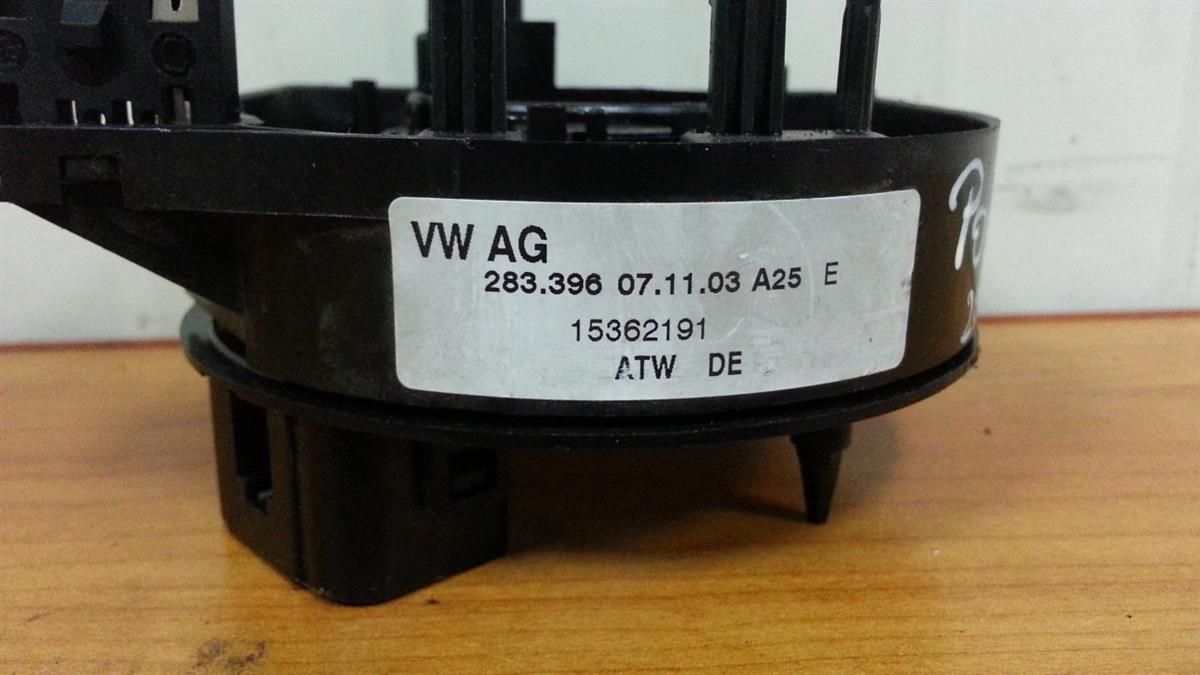 VW AG
283.396 07.11.03 A25 E
15362191
ATW DE